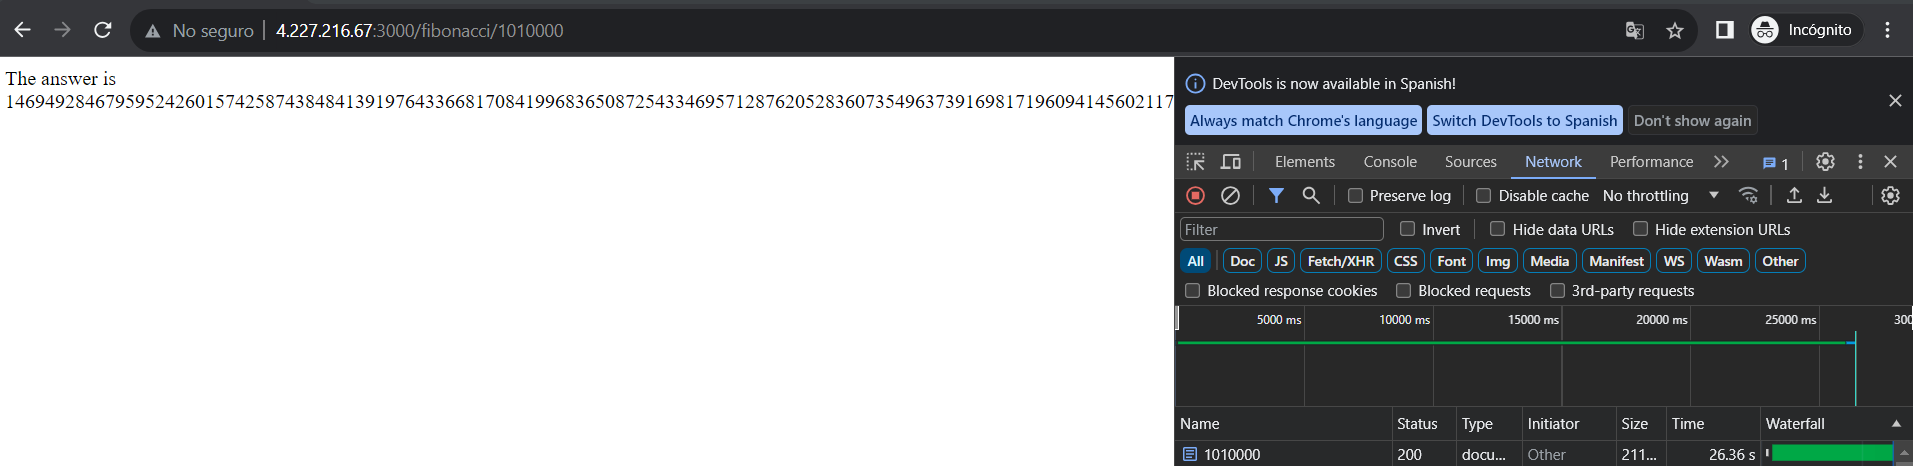 No seguro | 4.227.216.67:3000/fibonacci/1010000 Incógnito
The answer is
146949284679595242601574258743848413919764336681708419968365087254334695712876205283607354963739169817196094145602117
DevTools is now available in Spanish!
Always match Chrome's language Switch DevTools to Spanish Don't show again
Elements Console Sources Network Performance 1
Preserve log Disable cache No throttling
Filter Invert Hide data URLs Hide extension URLs
All Doc JS Fetch/XHR CSS Font Img Media Manifest WS Wasm Other
Blocked response cookies Blocked requests 3rd-party requests
5000 ms 10000 ms 15000 ms 20000 ms 25000 ms 300
Name Status Type Initiator Size Time Waterfall
1010000 200 docu... Other 211... 26.36 s